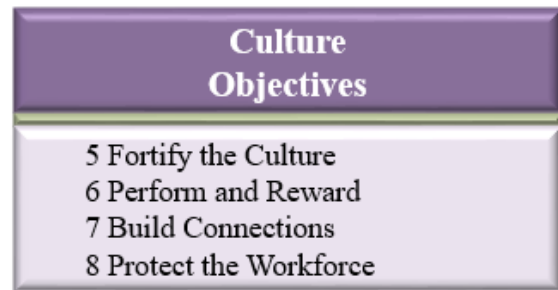 Culture
Objectives
5 Fortify the Culture
6 Perform and Reward
7 Build Connections
8 Protect the Workforce